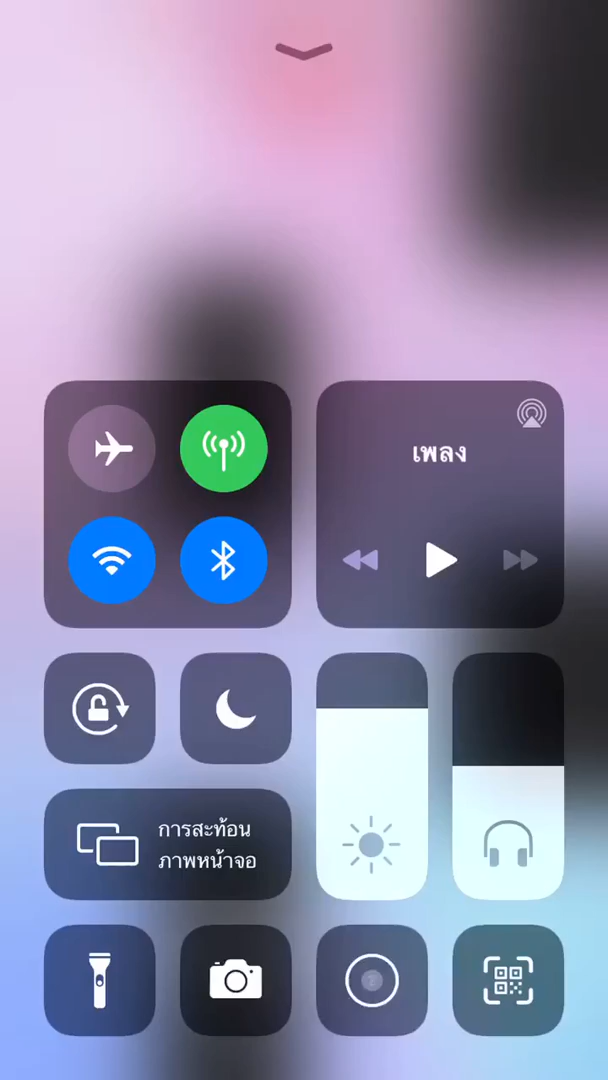 เพลง
การสะท้อน
ภาพหน้าจอ